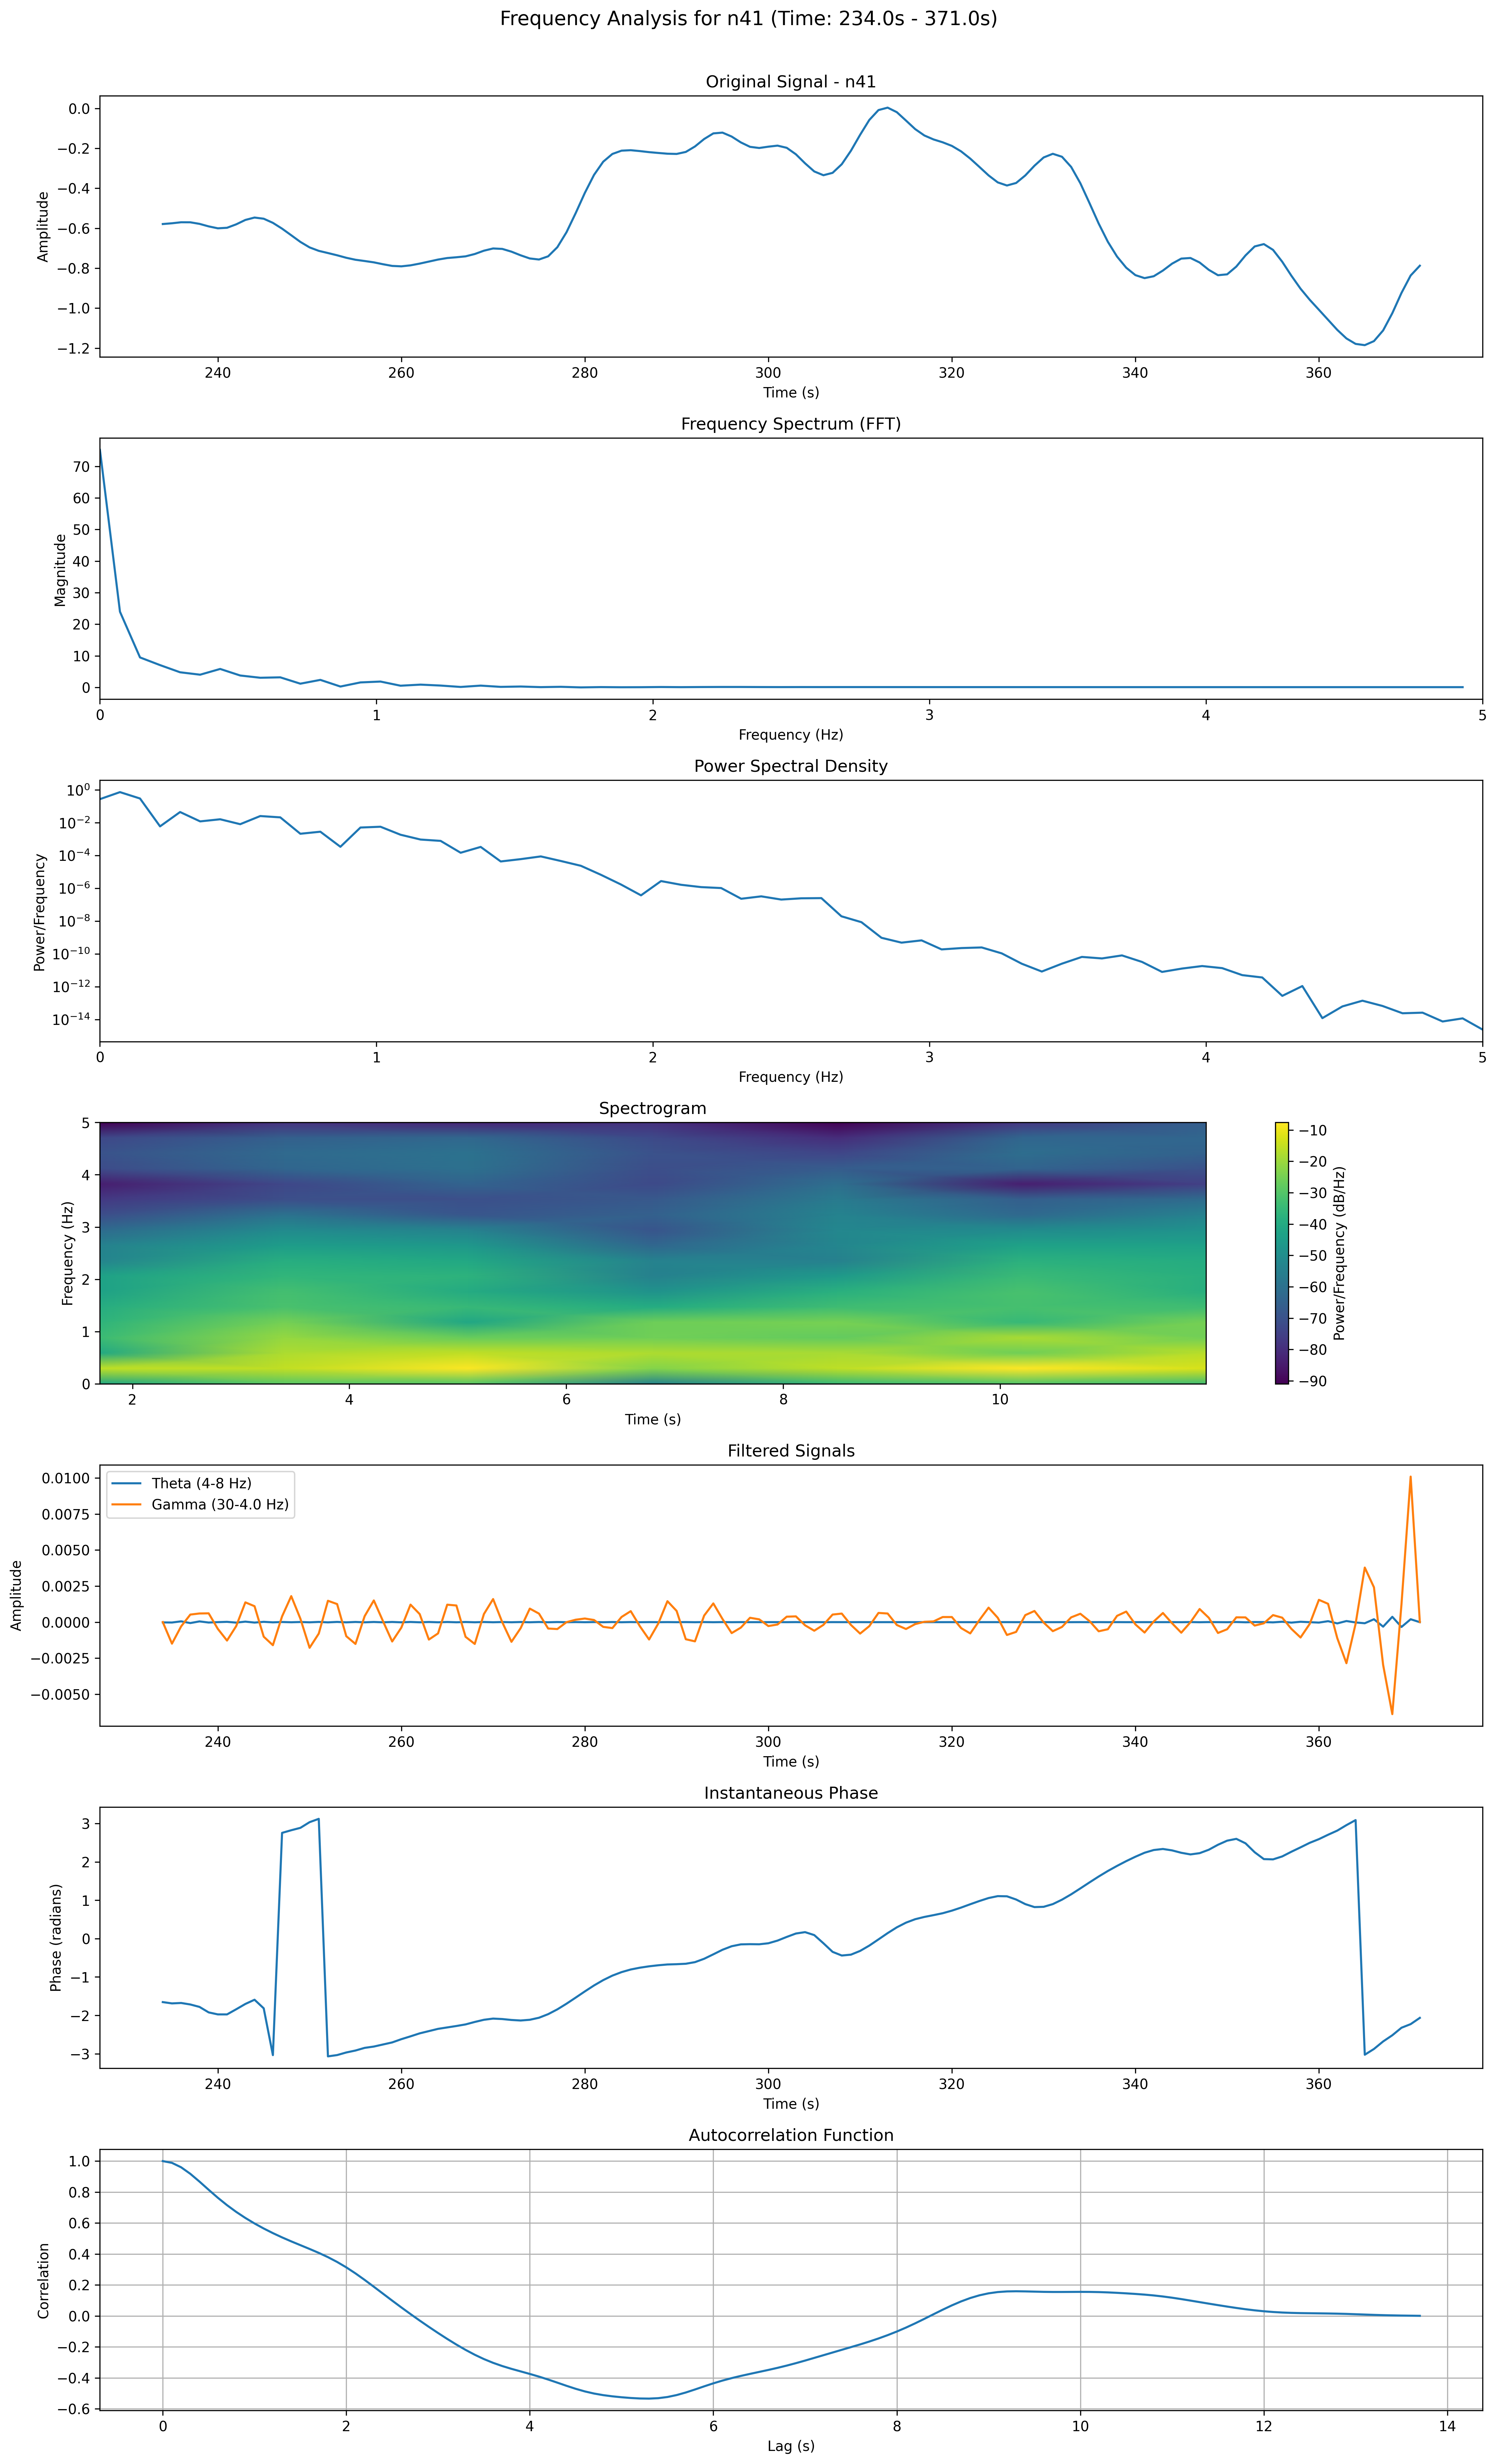 Frequency Analysis for n41 (Time: 234.0s - 371.0s)
Original Signal - n41
Amplitude
0.0
−0.2
−0.4
−0.6
−0.8
−1.0
−1.2
240 260 280 300 320 340 360
Time (s)
Frequency Spectrum (FFT)
Magnitude
70
60
50
40
30
20
10
0
0 1 2 3 4 5
Frequency (Hz)
Power Spectral Density
Power/Frequency
10⁰
10⁻²
10⁻⁴
10⁻⁶
10⁻⁸
10⁻¹⁰
10⁻¹²
10⁻¹⁴
0 1 2 3 4 5
Frequency (Hz)
Spectrogram
Frequency (Hz)
5
4
3
2
1
0
2 4 6 8 10
Time (s)
−10
−20
−30
−40
−50
−60
−70
−80
−90
Power/Frequency (dB/Hz)
Filtered Signals
Theta (4-8 Hz)
Gamma (30-4.0 Hz)
Amplitude
0.0100
0.0075
0.0050
0.0025
0.0000
−0.0025
−0.0050
240 260 280 300 320 340 360
Time (s)
Instantaneous Phase
Phase (radians)
3
2
1
0
−1
−2
−3
240 260 280 300 320 340 360
Time (s)
Autocorrelation Function
Correlation
1.0
0.8
0.6
0.4
0.2
0.0
−0.2
−0.4
−0.6
0 2 4 6 8 10 12 14
Lag (s)